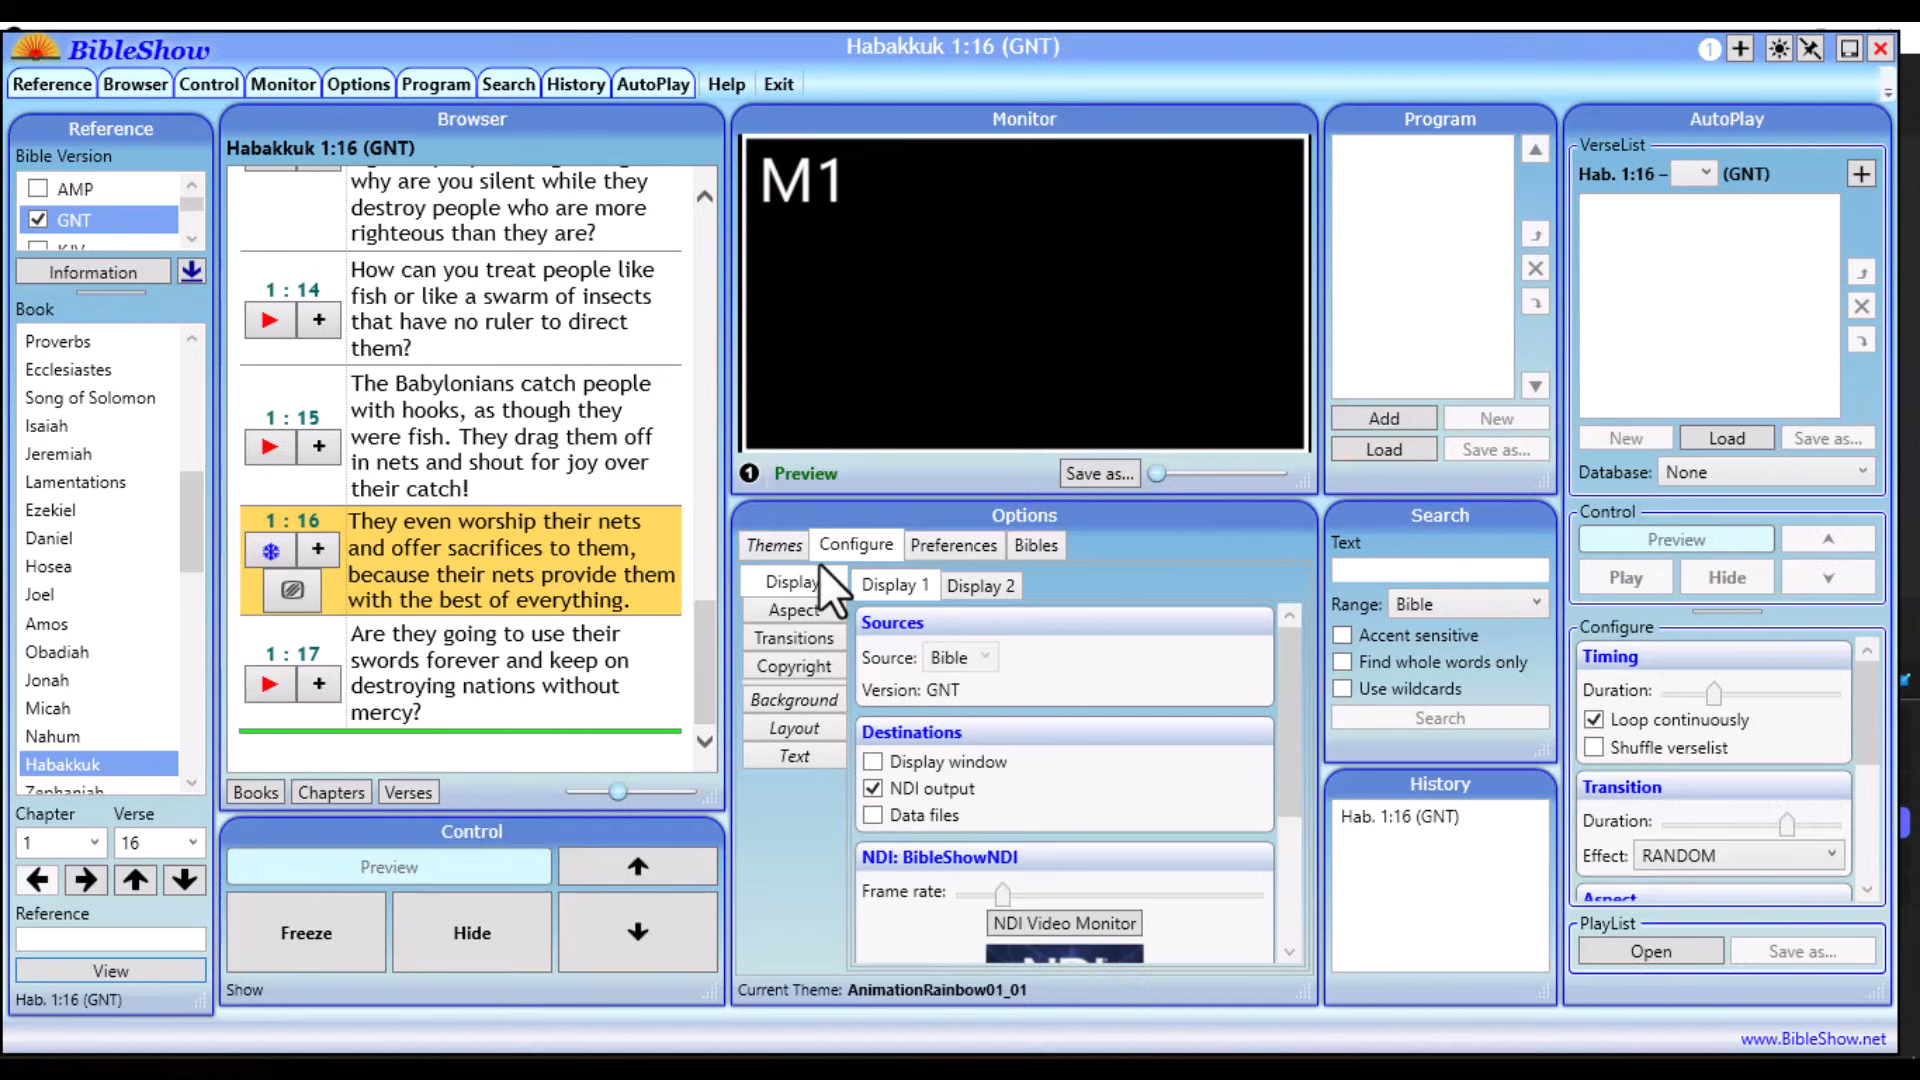 BibleShow
Habakkuk 1:16 (GNT)
1
Reference
Browser
Control
Monitor
Options
Program
Search
History
AutoPlay
Help
Exit
Reference
Bible Version
AMP
GNT
KJV
Information
Book
Proverbs
Ecclesiastes
Song of Solomon
Isaiah
Jeremiah
Lamentations
Ezekiel
Daniel
Hosea
Joel
Amos
Obadiah
Jonah
Micah
Nahum
Habakkuk
Zephaniah
Chapter
Verse
1
16
Reference
View
Hab. 1:16 (GNT)
Browser
Habakkuk 1:16 (GNT)
why are you silent while they
destroy people who are more
righteous than they are?
1 : 14
How can you treat people like
fish or like a swarm of insects
that have no ruler to direct
them?
1 : 15
The Babylonians catch people
with hooks, as though they
were fish. They drag them off
in nets and shout for joy over
their catch!
1 : 16
They even worship their nets
and offer sacrifices to them,
because their nets provide them
with the best of everything.
1 : 17
Are they going to use their
swords forever and keep on
destroying nations without
mercy?
Books
Chapters
Verses
Control
Preview
Freeze
Hide
Show
Monitor
M1
1
Preview
Save as...
Options
Themes
Configure
Preferences
Bibles
Display
Aspect
Transitions
Copyright
Background
Layout
Text
Display 1
Display 2
Sources
Source:
Bible
Version: GNT
Destinations
Display window
NDI output
Data files
NDI: BibleShowNDI
Frame rate:
NDI Video Monitor
Current Theme: AnimationRainbow01_01
Program
Add
New
Load
Save as...
Search
Text
Range:
Bible
Accent sensitive
Find whole words only
Use wildcards
Search
History
Hab. 1:16 (GNT)
AutoPlay
VerseList
Hab. 1:16 –
(GNT)
New
Load
Save as...
Database:
None
Control
Preview
Play
Hide
Configure
Timing
Duration:
Loop continuously
Shuffle verselist
Transition
Duration:
Effect:
RANDOM
Aspect
PlayList
Open
Save as...
www.BibleShow.net